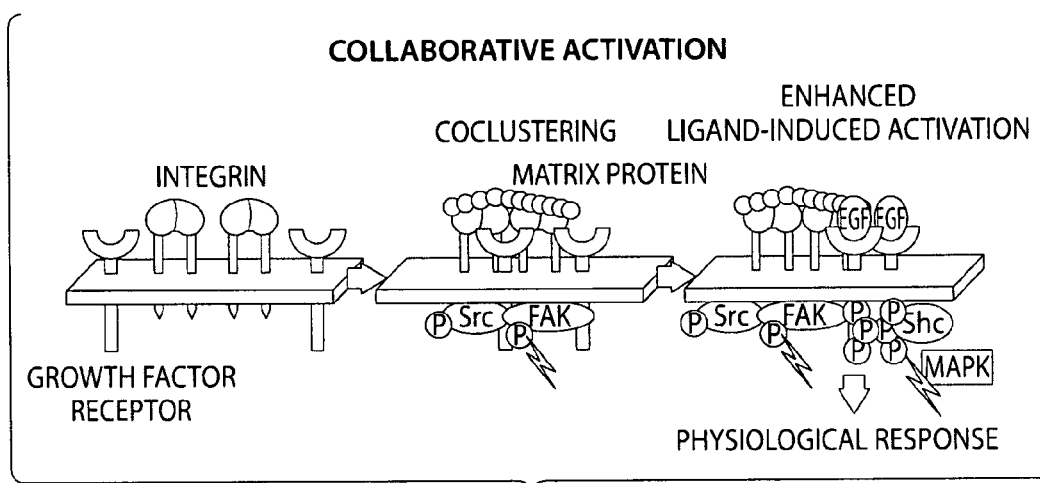 COLLABORATIVE ACTIVATION
INTEGRIN
GROWTH FACTOR
RECEPTOR
COCLUSTERING
MATRIX PROTEIN
P
Src
FAK
P
ENHANCED
LIGAND-INDUCED ACTIVATION
EGF
EGF
P
Src
FAK
P
P
P
P
P
P
P
Shc
MAPK
PHYSIOLOGICAL RESPONSE